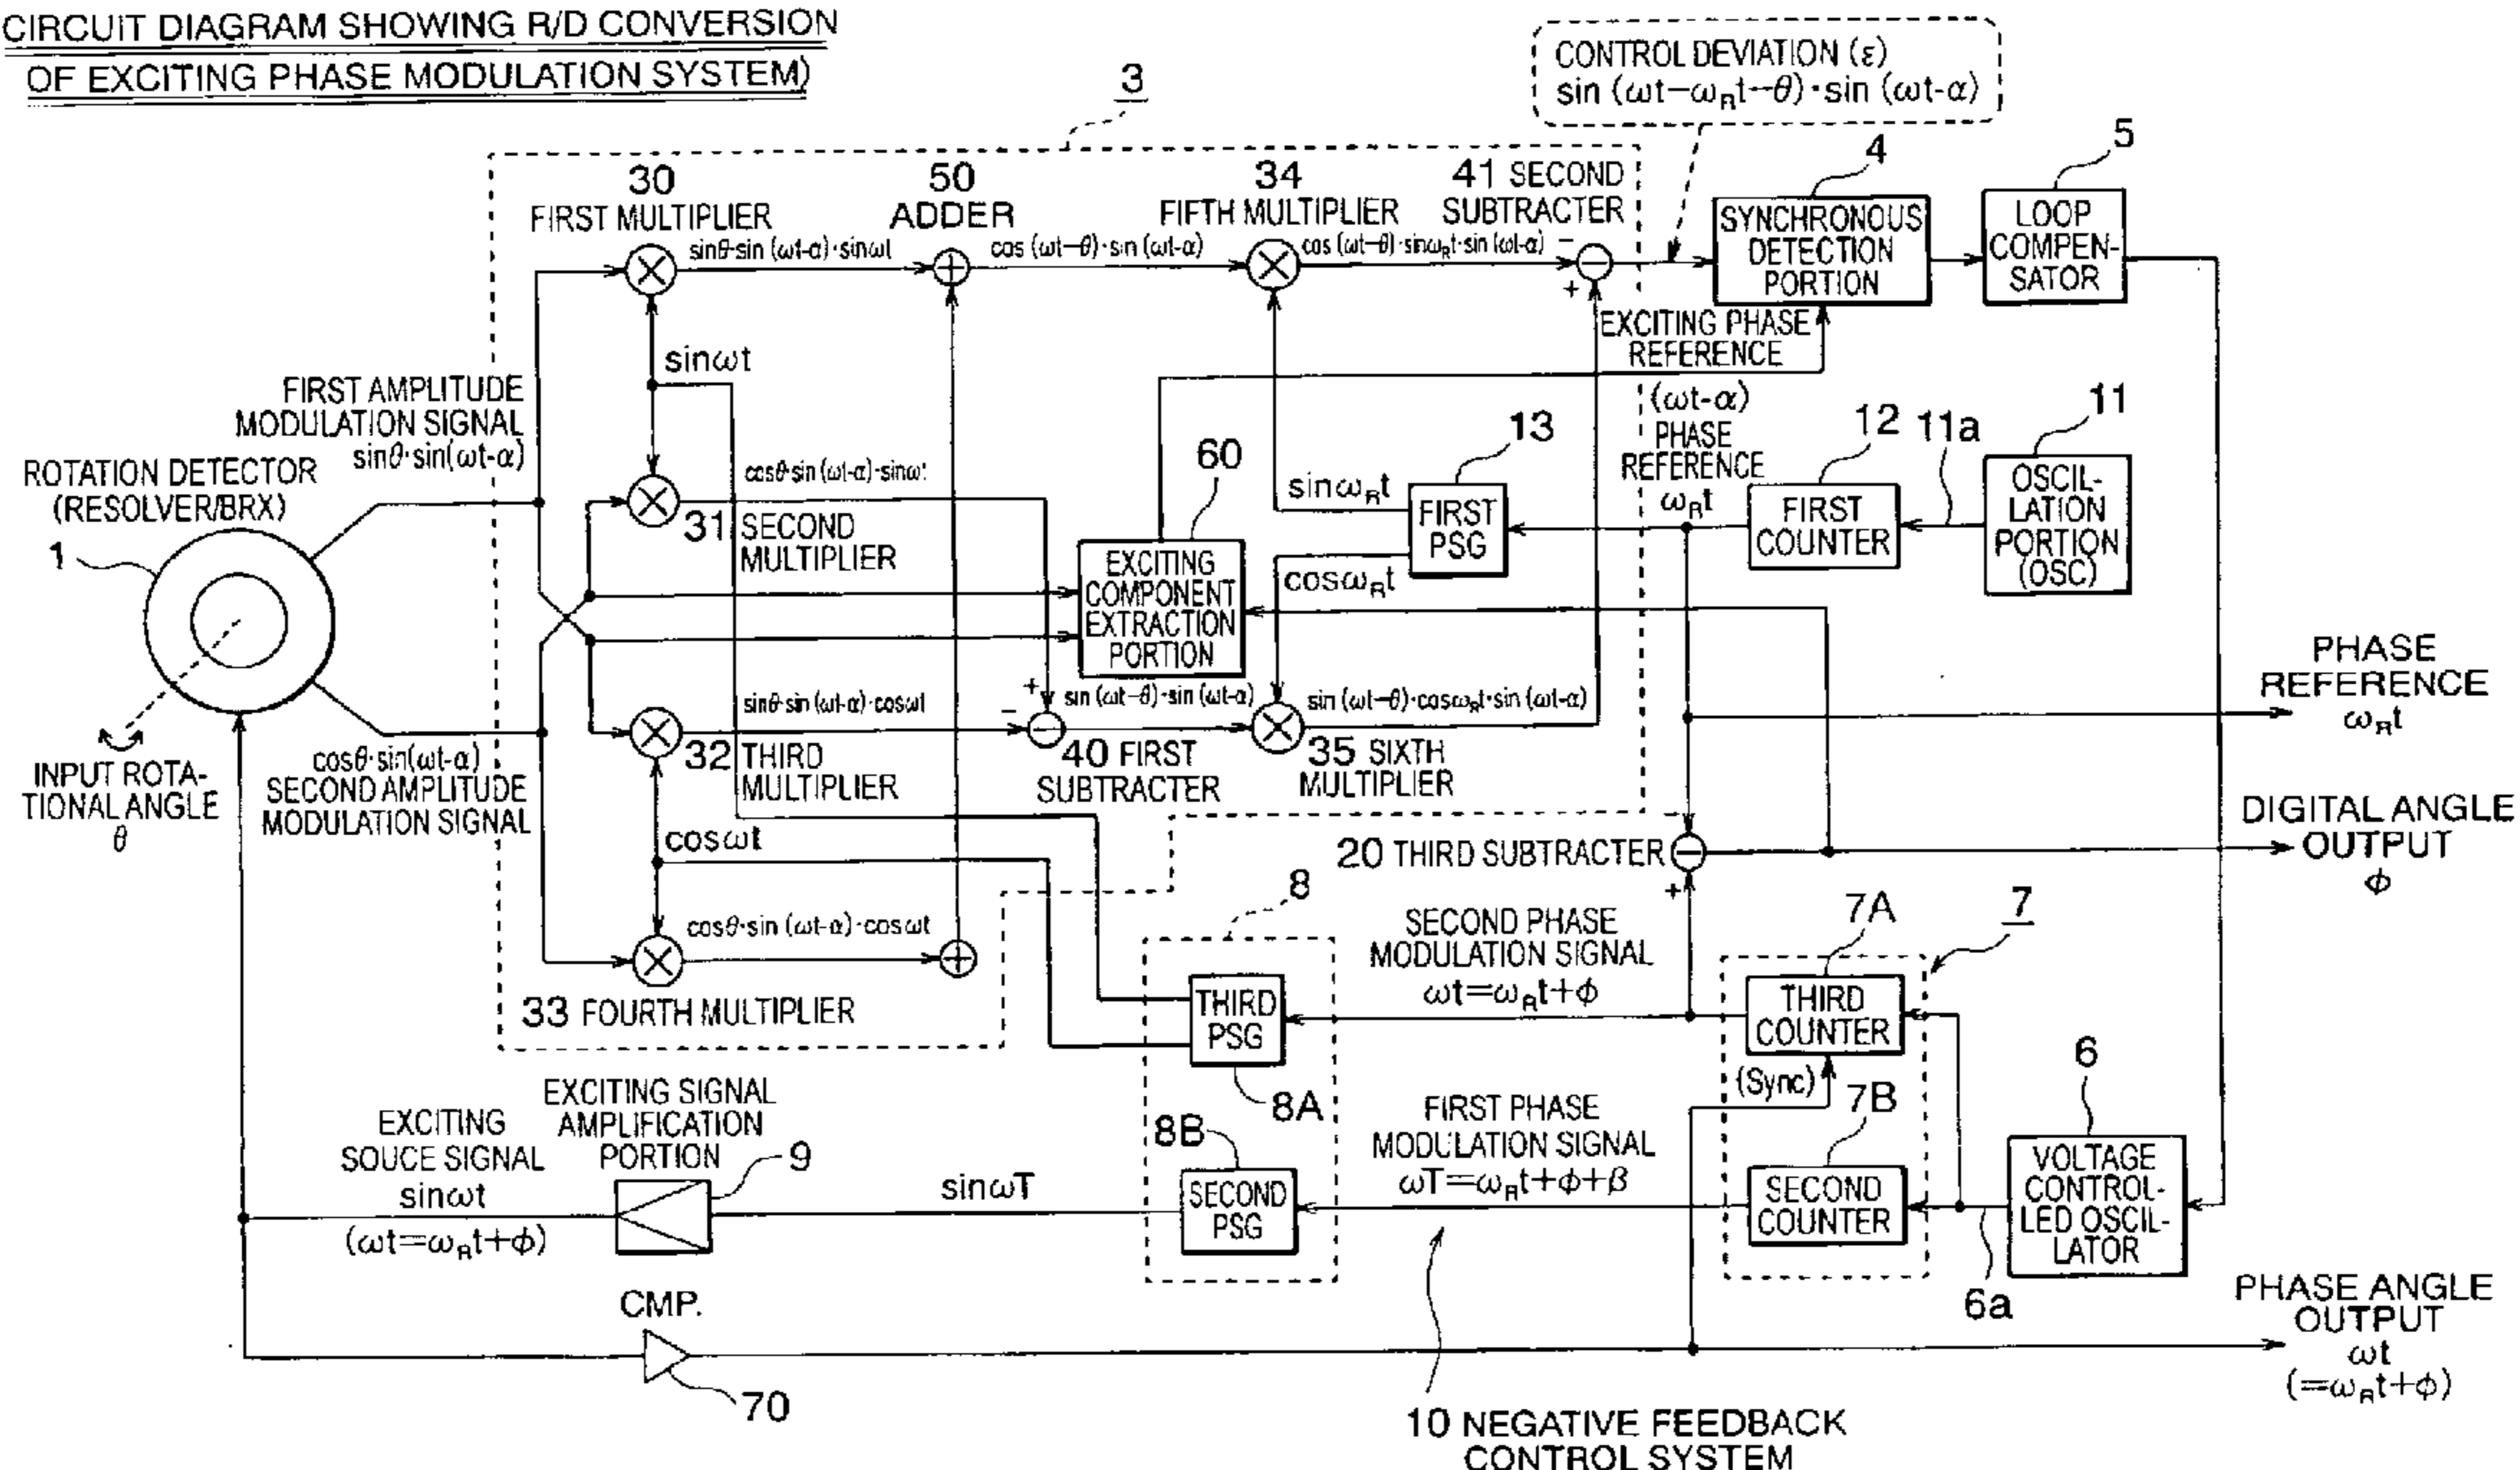 CIRCUIT DIAGRAM SHOWING R/D CONVERSION
OF EXCITING PHASE MODULATION SYSTEM)
3
CONTROL DEVIATION (ε)
sin (ωt−ωRt−θ)·sin (ωt-α)
30
FIRST MULTIPLIER
50
ADDER
34
FIFTH MULTIPLIER
41 SECOND
SUBTRACTER
4
SYNCHRONOUS
DETECTION
PORTION
5
LOOP
COMPEN-
SATOR
sinθ·sin (ωt-α)·sinωt
cos (ωt−θ)·sin (ωt-α)
cos (ωt−θ)·sinωRt·sin (ωt-α)
−
+
EXCITING PHASE
REFERENCE
(ωt-α)
sinωt
FIRST AMPLITUDE
MODULATION SIGNAL
sinθ·sin(ωt-α)
ROTATION DETECTOR
(RESOLVER/BRX)
1
cosθ·sin (ωt-α)·sinωt
31 SECOND
MULTIPLIER
60
EXCITING
COMPONENT
EXTRACTION
PORTION
sinωRt
cosωRt
13
FIRST
PSG
PHASE
REFERENCE
ωRt
12
FIRST
COUNTER
11a
11
OSCIL-
LATION
PORTION
(OSC)
PHASE
REFERENCE
ωRt
sinθ·sin (ωt-α)·cosωt
+
−
sin (ωt−θ)·sin (ωt-α)
sin (ωt−θ)·cosωRt·sin (ωt-α)
32 THIRD
MULTIPLIER
40 FIRST
SUBTRACTER
35 SIXTH
MULTIPLIER
INPUT ROTA-
TIONAL ANGLE
θ
cosθ·sin(ωt-α)
SECOND AMPLITUDE
MODULATION SIGNAL
cosωt
20 THIRD SUBTRACTER
−
+
DIGITAL ANGLE
OUTPUT
ϕ
cosθ·sin (ωt-α)·cosωt
33 FOURTH MULTIPLIER
8
THIRD
PSG
8A
8B
SECOND
PSG
SECOND PHASE
MODULATION SIGNAL
ωt=ωRt+ϕ
7A
7
THIRD
COUNTER
(Sync)
7B
SECOND
COUNTER
6
VOLTAGE
CONTROL-
LED OSCIL-
LATOR
6a
FIRST PHASE
MODULATION SIGNAL
ωT=ωRt+ϕ+β
EXCITING
SOUCE SIGNAL
sinωt
(ωt=ωRt+ϕ)
EXCITING SIGNAL
AMPLIFICATION
PORTION
9
sinωT
CMP.
70
10 NEGATIVE FEEDBACK
CONTROL SYSTEM
PHASE ANGLE
OUTPUT
ωt
(=ωRt+ϕ)